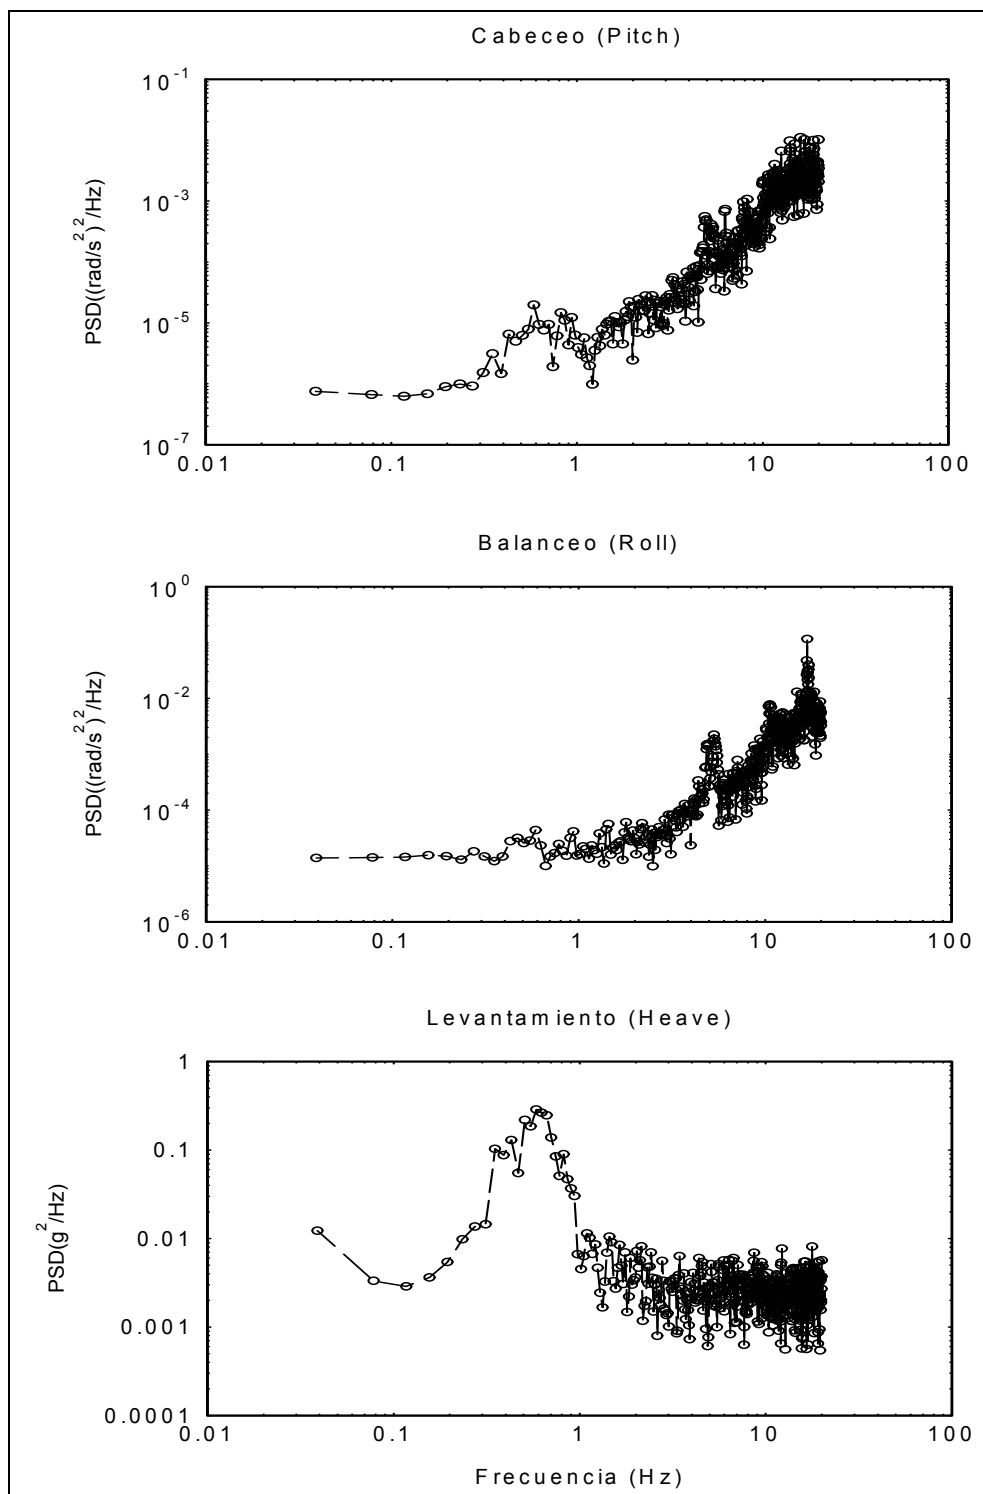 Cabeceo (Pitch)
PSD((rad/s²)²/Hz)
10⁻¹
10⁻³
10⁻⁵
10⁻⁷
0.01 0.1 1 10 100
Balanceo (Roll)
PSD((rad/s²)²/Hz)
10⁰
10⁻²
10⁻⁴
10⁻⁶
0.01 0.1 1 10 100
Levantamiento (Heave)
PSD(g²/Hz)
1
0.1
0.01
0.001
0.0001
0.01 0.1 1 10 100
Frecuencia (Hz)